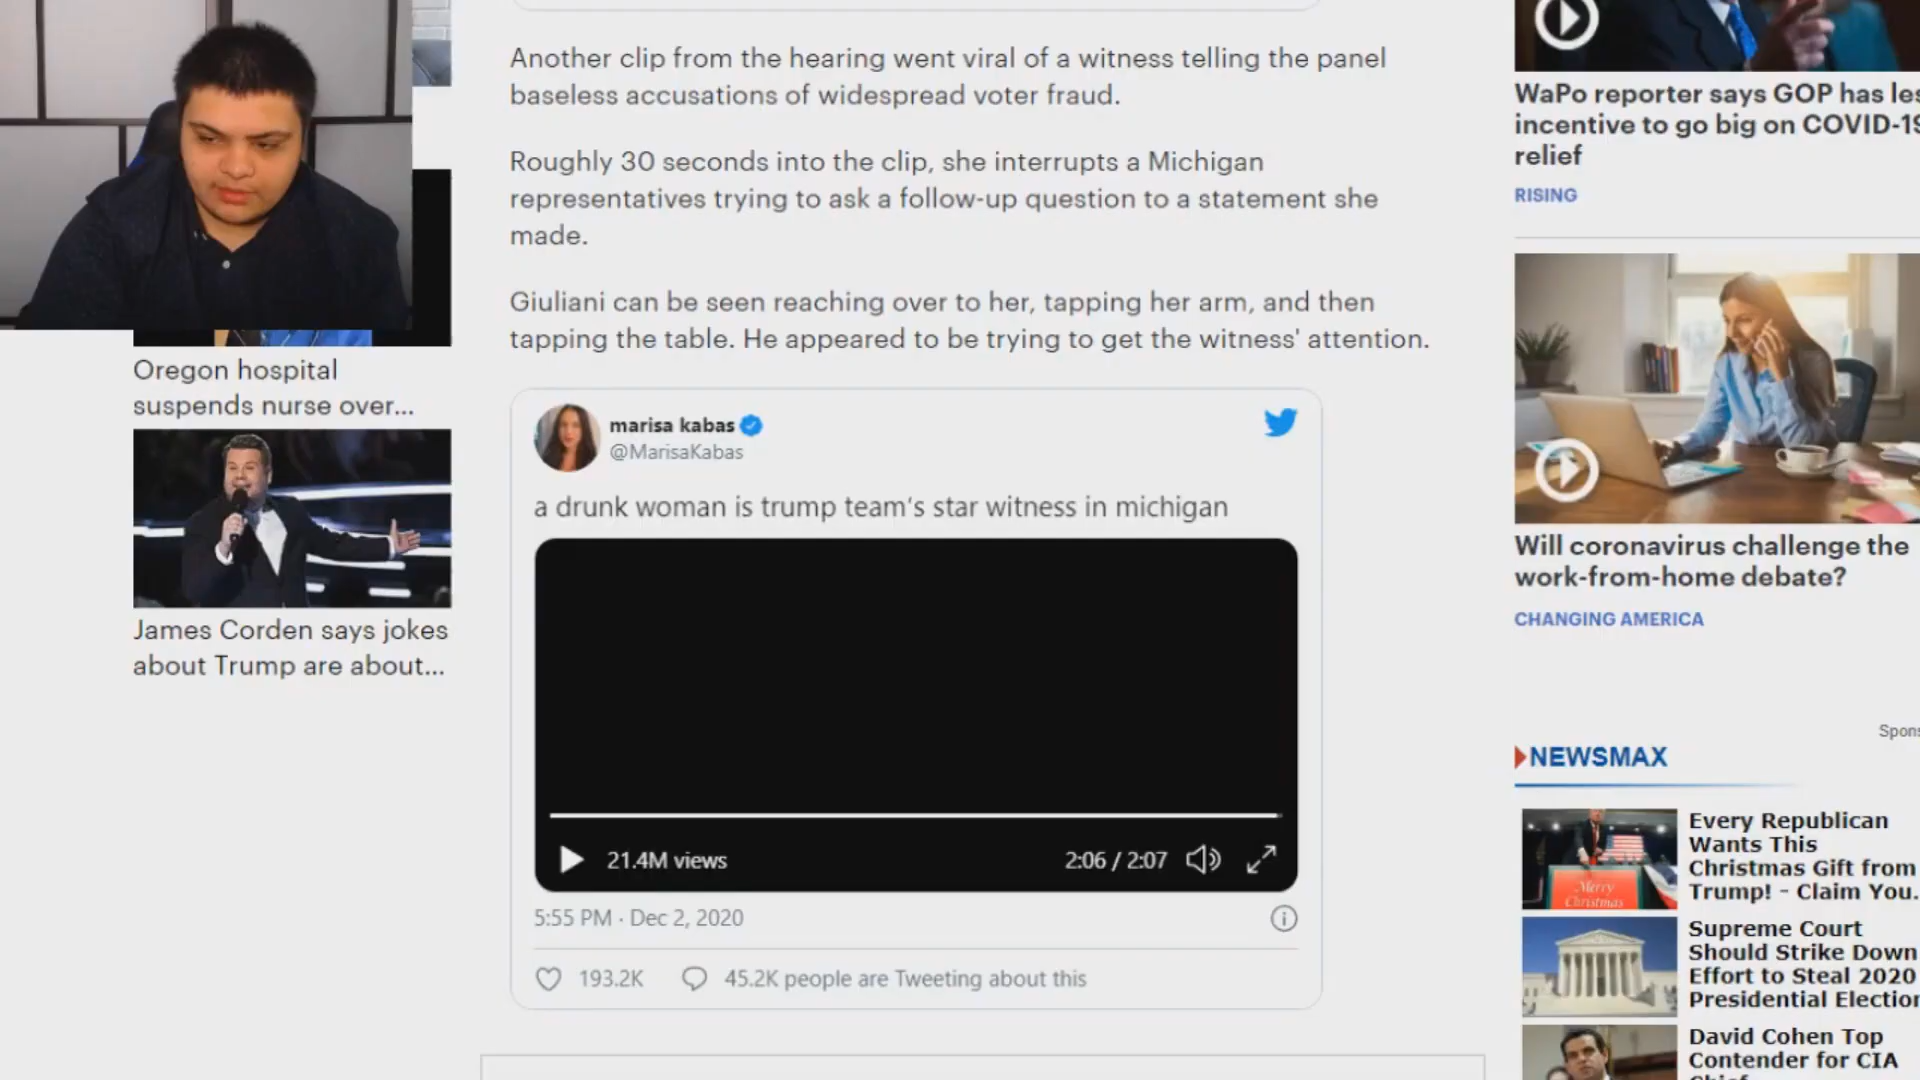 Another clip from the hearing went viral of a witness telling the panel
baseless accusations of widespread voter fraud.
Roughly 30 seconds into the clip, she interrupts a Michigan
representatives trying to ask a follow-up question to a statement she
made.
Giuliani can be seen reaching over to her, tapping her arm, and then
tapping the table. He appeared to be trying to get the witness' attention.
Oregon hospital
suspends nurse over...
James Corden says jokes
about Trump are about...
marisa kabas
@MarisaKabas
a drunk woman is trump team's star witness in michigan
21.4M views
2:06 / 2:07
5:55 PM · Dec 2, 2020
193.2K
45.2K people are Tweeting about this
WaPo reporter says GOP has les
incentive to go big on COVID-19
relief
RISING
Will coronavirus challenge the
work-from-home debate?
CHANGING AMERICA
Spons
NEWSMAX
Merry
Christmas
Every Republican
Wants This
Christmas Gift from
Trump! - Claim You.
Supreme Court
Should Strike Down
Effort to Steal 2020
Presidential Election
David Cohen Top
Contender for CIA